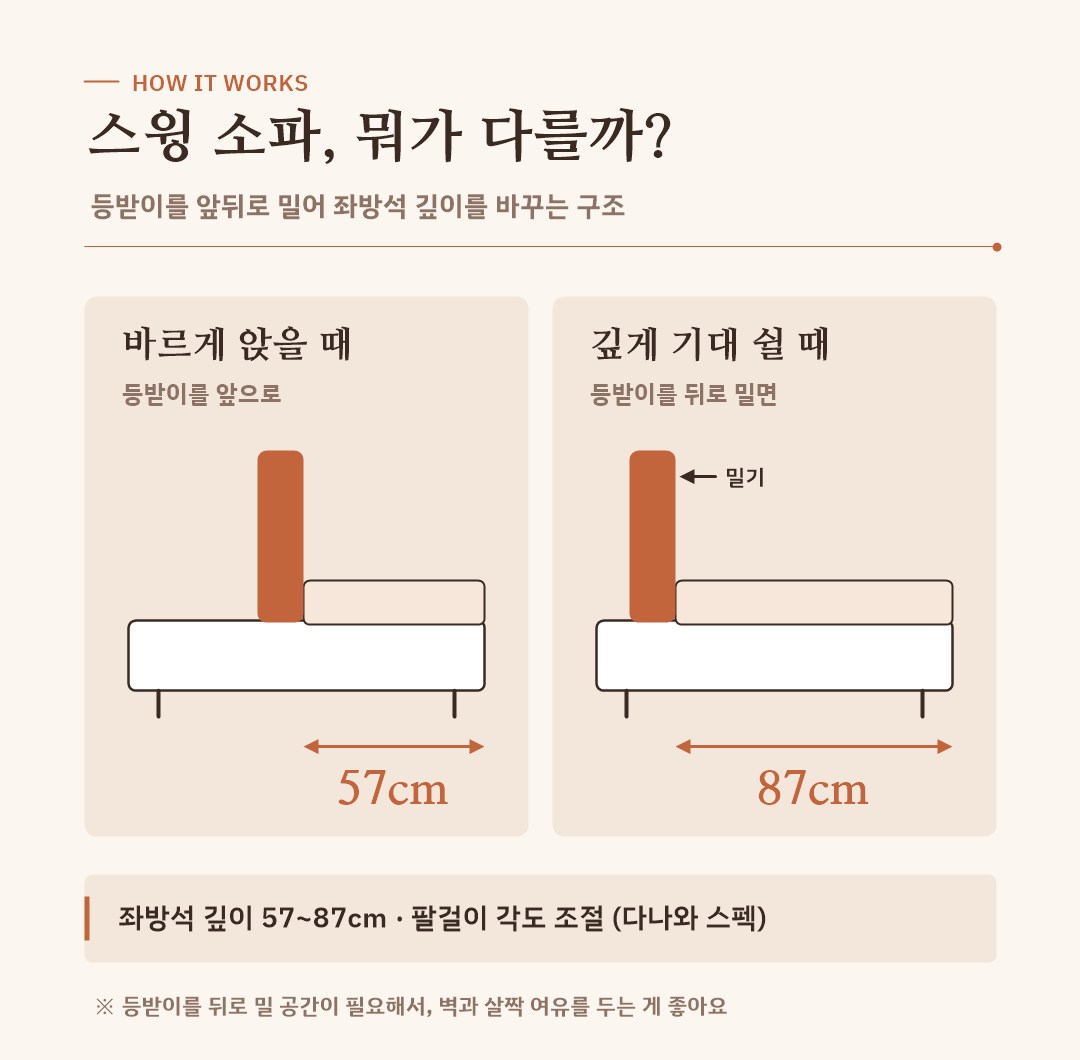 HOW IT WORKS
스윙 소파, 뭐가 다를까?
등받이를 앞뒤로 밀어 좌방석 깊이를 바꾸는 구조
바르게 앉을 때
등받이를 앞으로
깊게 기대 쉴 때
등받이를 뒤로 밀면
밀기
57cm
87cm
좌방석 깊이 57~87cm · 팔걸이 각도 조절 (다나와 스펙)
※ 등받이를 뒤로 밀 공간이 필요해서, 벽과 살짝 여유를 두는 게 좋아요